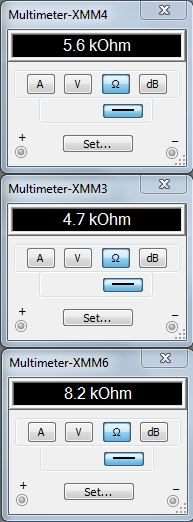 Multimeter-XMM4
5.6 kOhm
A V Ω dB
+ Set... −
Multimeter-XMM3
4.7 kOhm
A V Ω dB
+ Set... −
Multimeter-XMM6
8.2 kOhm
A V Ω dB
+ Set... −